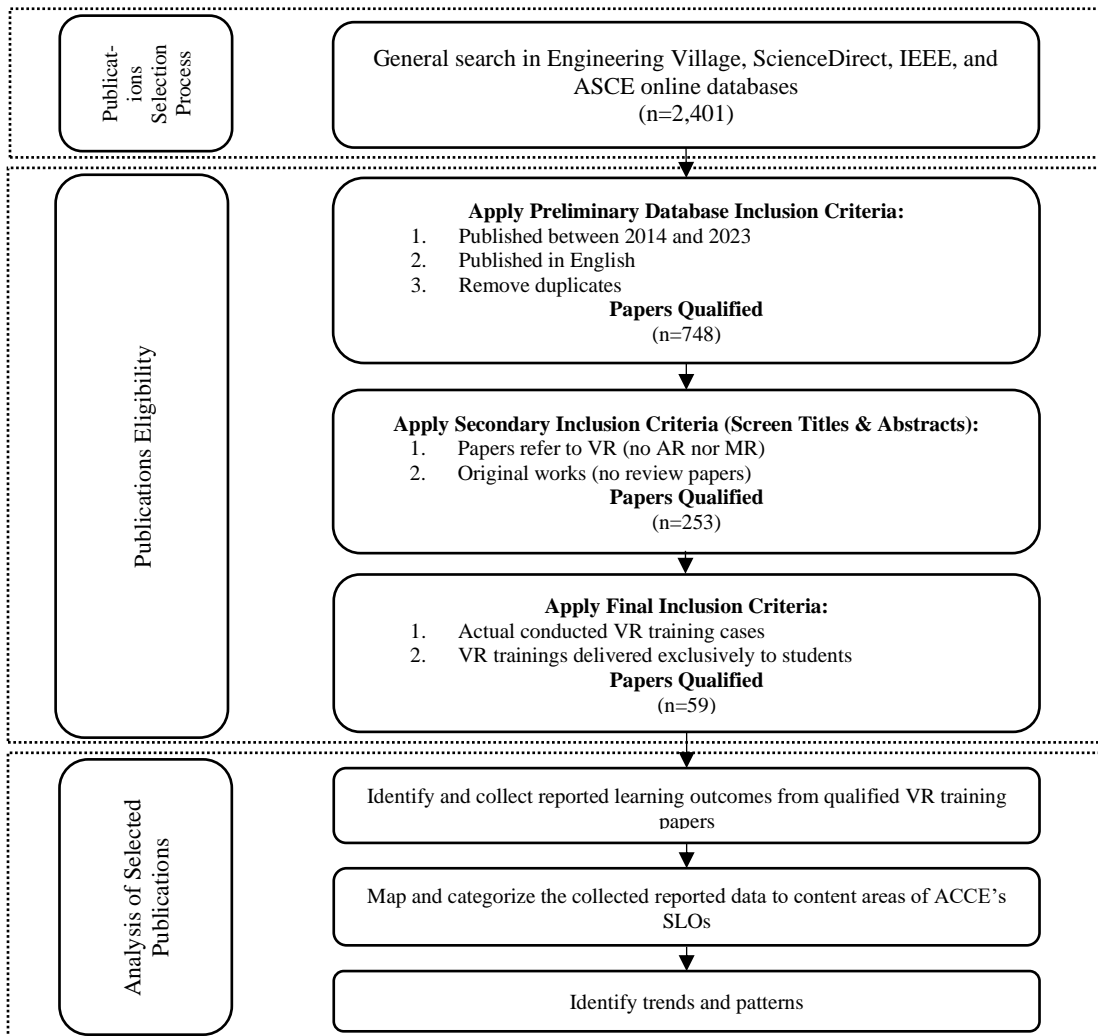 Publicat-
ions
Selection
Process
General search in Engineering Village, ScienceDirect, IEEE, and
ASCE online databases
(n=2,401)
Publications Eligibility
Apply Preliminary Database Inclusion Criteria:
1. Published between 2014 and 2023
2. Published in English
3. Remove duplicates
Papers Qualified
(n=748)
Apply Secondary Inclusion Criteria (Screen Titles & Abstracts):
1. Papers refer to VR (no AR nor MR)
2. Original works (no review papers)
Papers Qualified
(n=253)
Apply Final Inclusion Criteria:
1. Actual conducted VR training cases
2. VR trainings delivered exclusively to students
Papers Qualified
(n=59)
Analysis of Selected
Publications
Identify and collect reported learning outcomes from qualified VR training
papers
Map and categorize the collected reported data to content areas of ACCE’s
SLOs
Identify trends and patterns